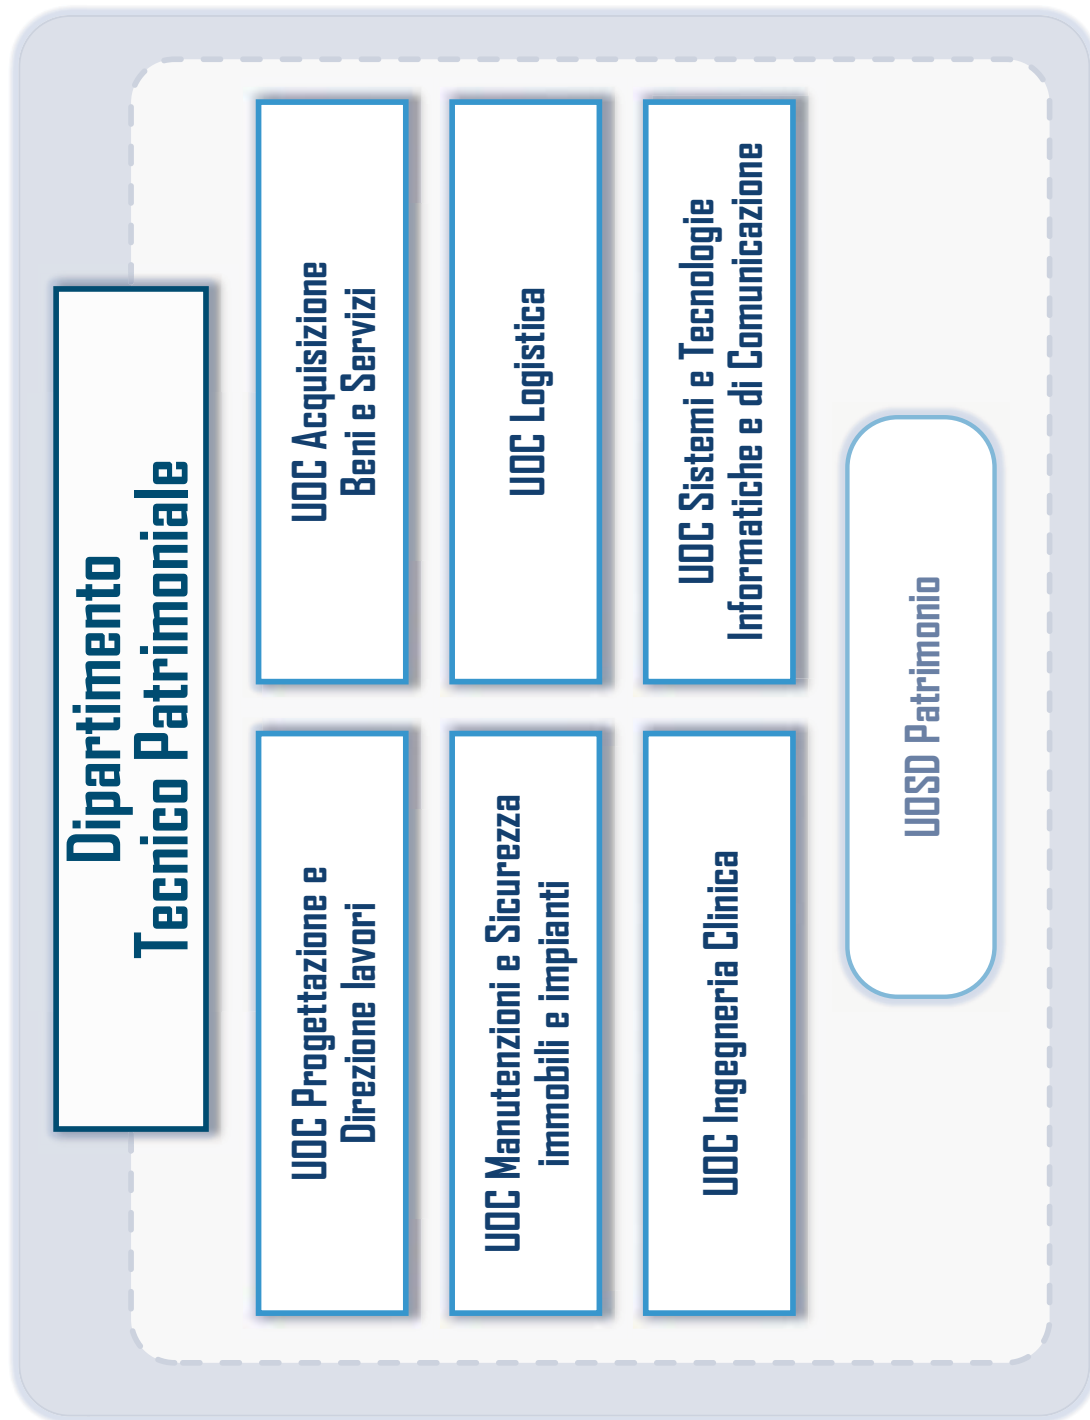 Dipartimento
Tecnico Patrimoniale
UOC Progettazione e
Direzione lavori
UOC Acquisizione
Beni e Servizi
UOC Manutenzioni e Sicurezza
immobili e impianti
UOC Logistica
UOC Ingegneria Clinica
UOC Sistemi e Tecnologie
Informatiche e di Comunicazione
UOSD Patrimonio